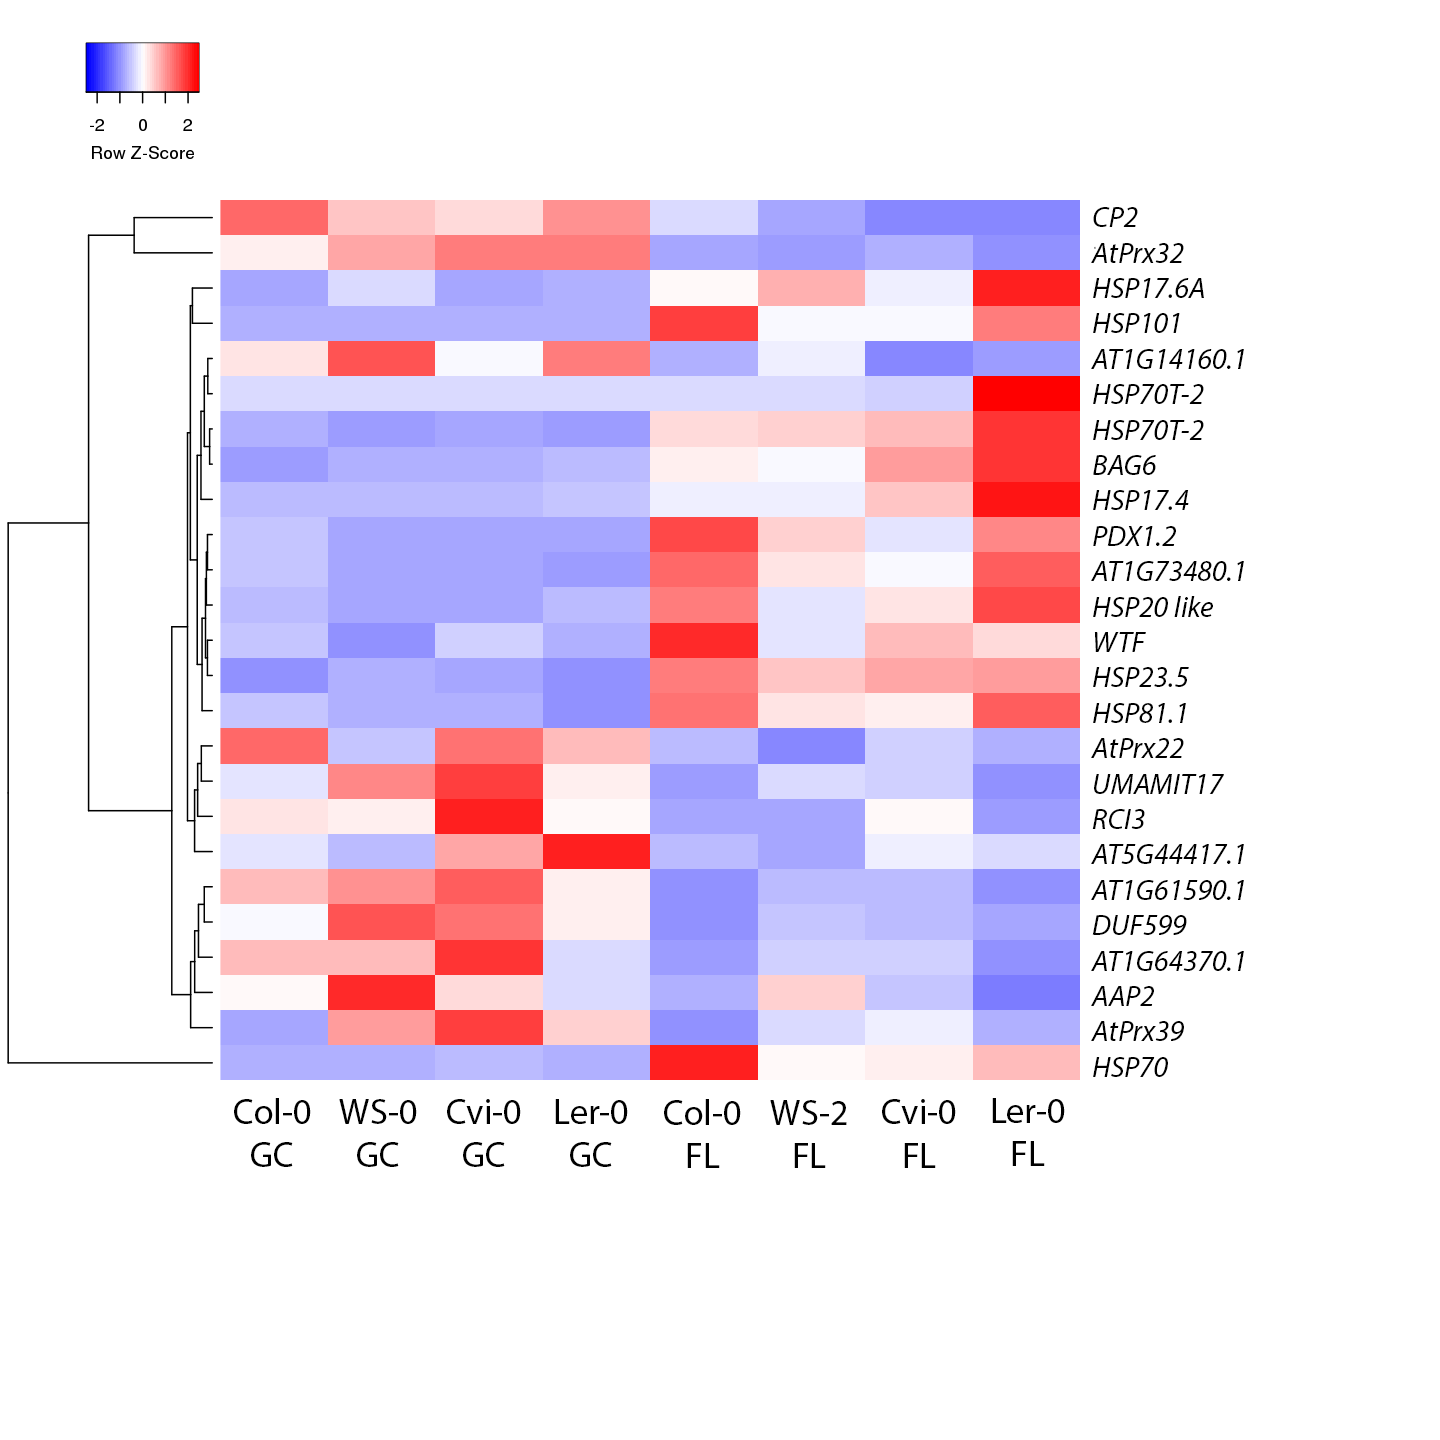 -2 0 2
Row Z-Score
CP2
AtPrx32
HSP17.6A
HSP101
AT1G14160.1
HSP70T-2
HSP70T-2
BAG6
HSP17.4
PDX1.2
AT1G73480.1
HSP20 like
WTF
HSP23.5
HSP81.1
AtPrx22
UMAMIT17
RCI3
AT5G44417.1
AT1G61590.1
DUF599
AT1G64370.1
AAP2
AtPrx39
HSP70
Col-0 WS-0 Cvi-0 Ler-0 Col-0 WS-2 Cvi-0 Ler-0
GC GC GC GC FL FL FL FL